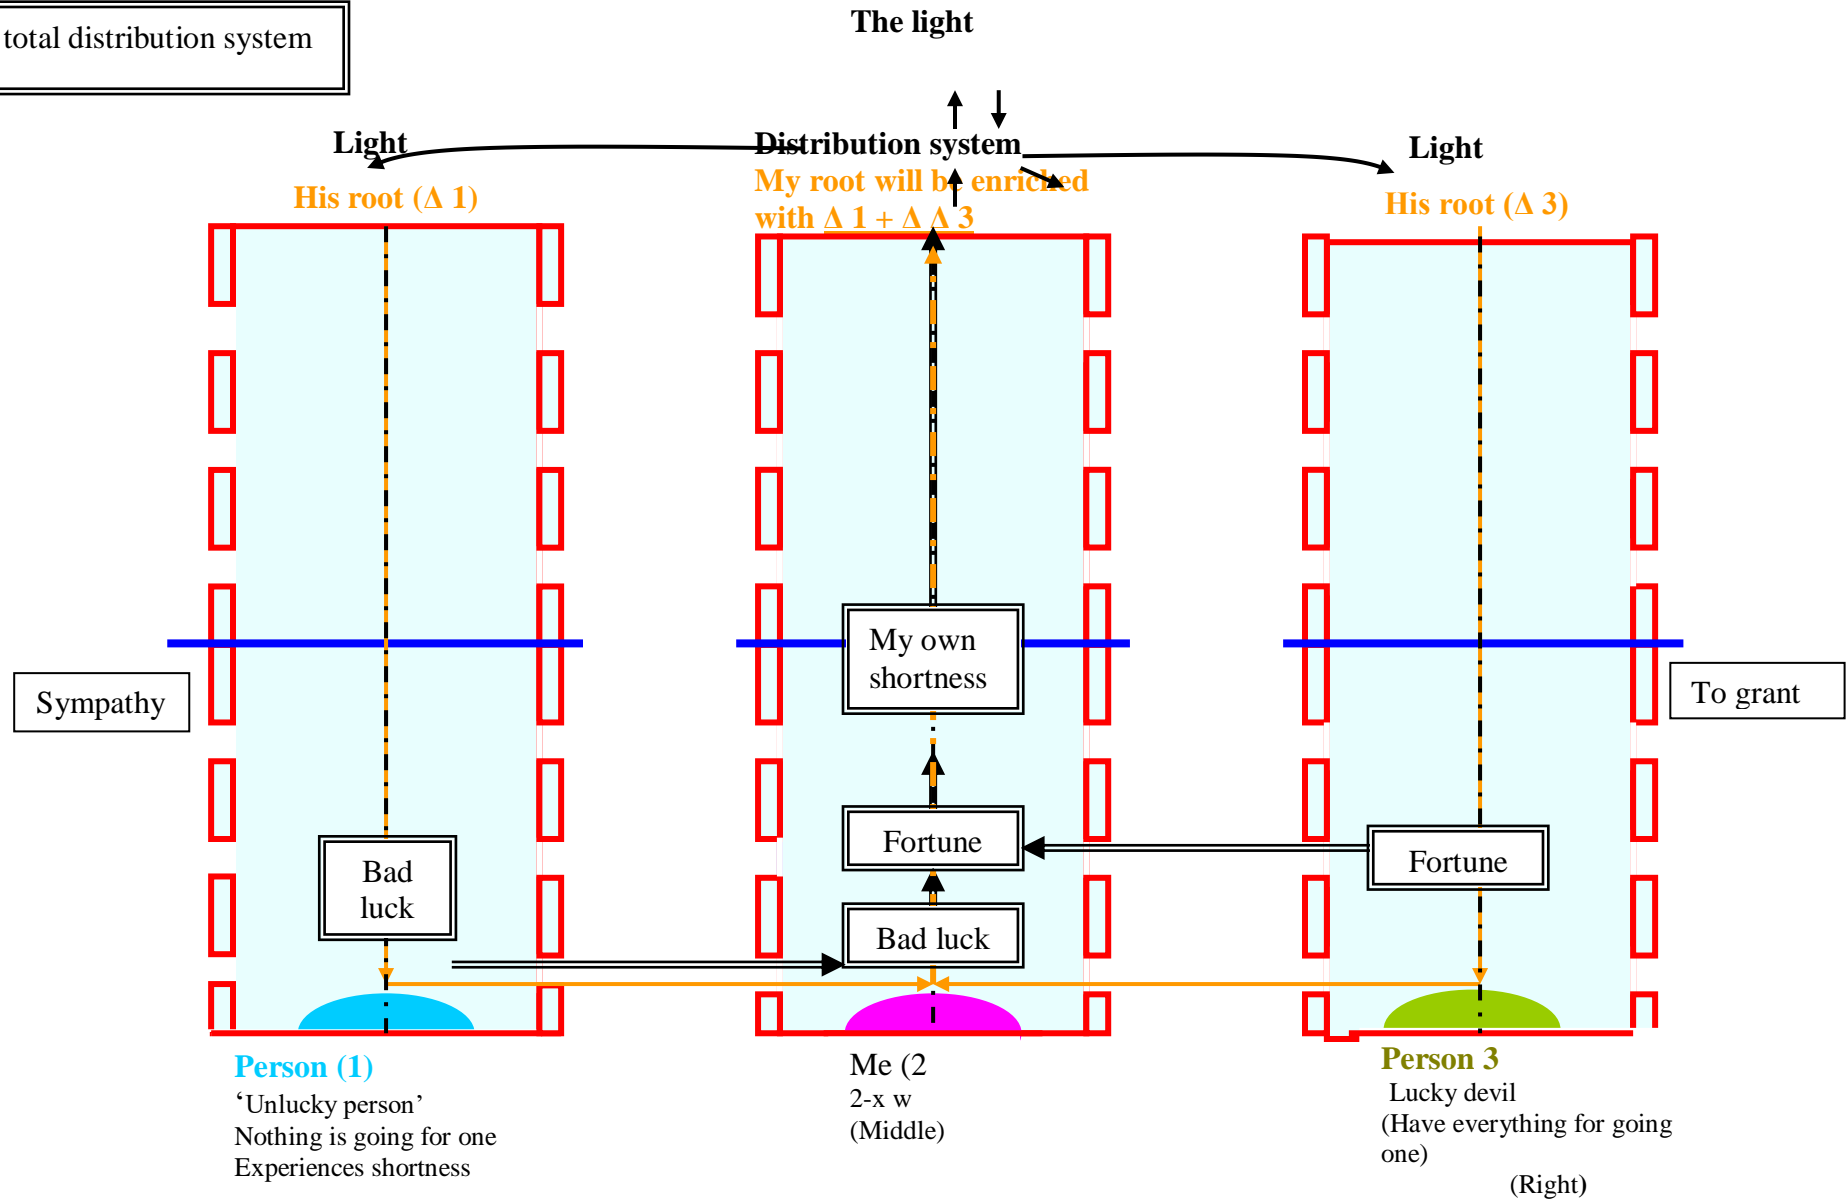 total distribution system
The light
Light
Distribution system
Light
My root will be enriched
with Δ 1 + Δ Δ 3
His root (Δ 1)
His root (Δ 3)
My own
shortness
Sympathy
To grant
Fortune
Bad
luck
Fortune
Bad luck
Person (1)
‘Unlucky person’
Nothing is going for one
Experiences shortness
Me (2
2-x w
(Middle)
Person 3
Lucky devil
(Have everything for going
one)
(Right)